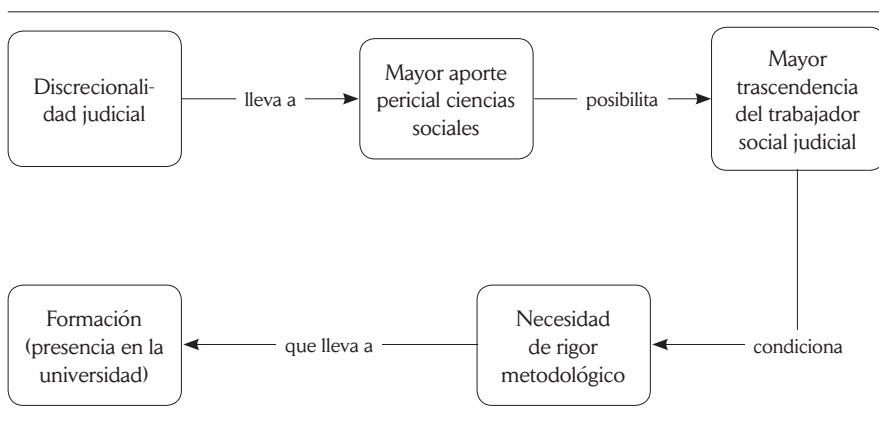 Discrecionali-
dad judicial
lleva a
Mayor aporte
pericial ciencias
sociales
posibilita
Mayor
trascendencia
del trabajador
social judicial
condiciona
Necesidad
de rigor
metodológico
que lleva a
Formación
(presencia en la
universidad)